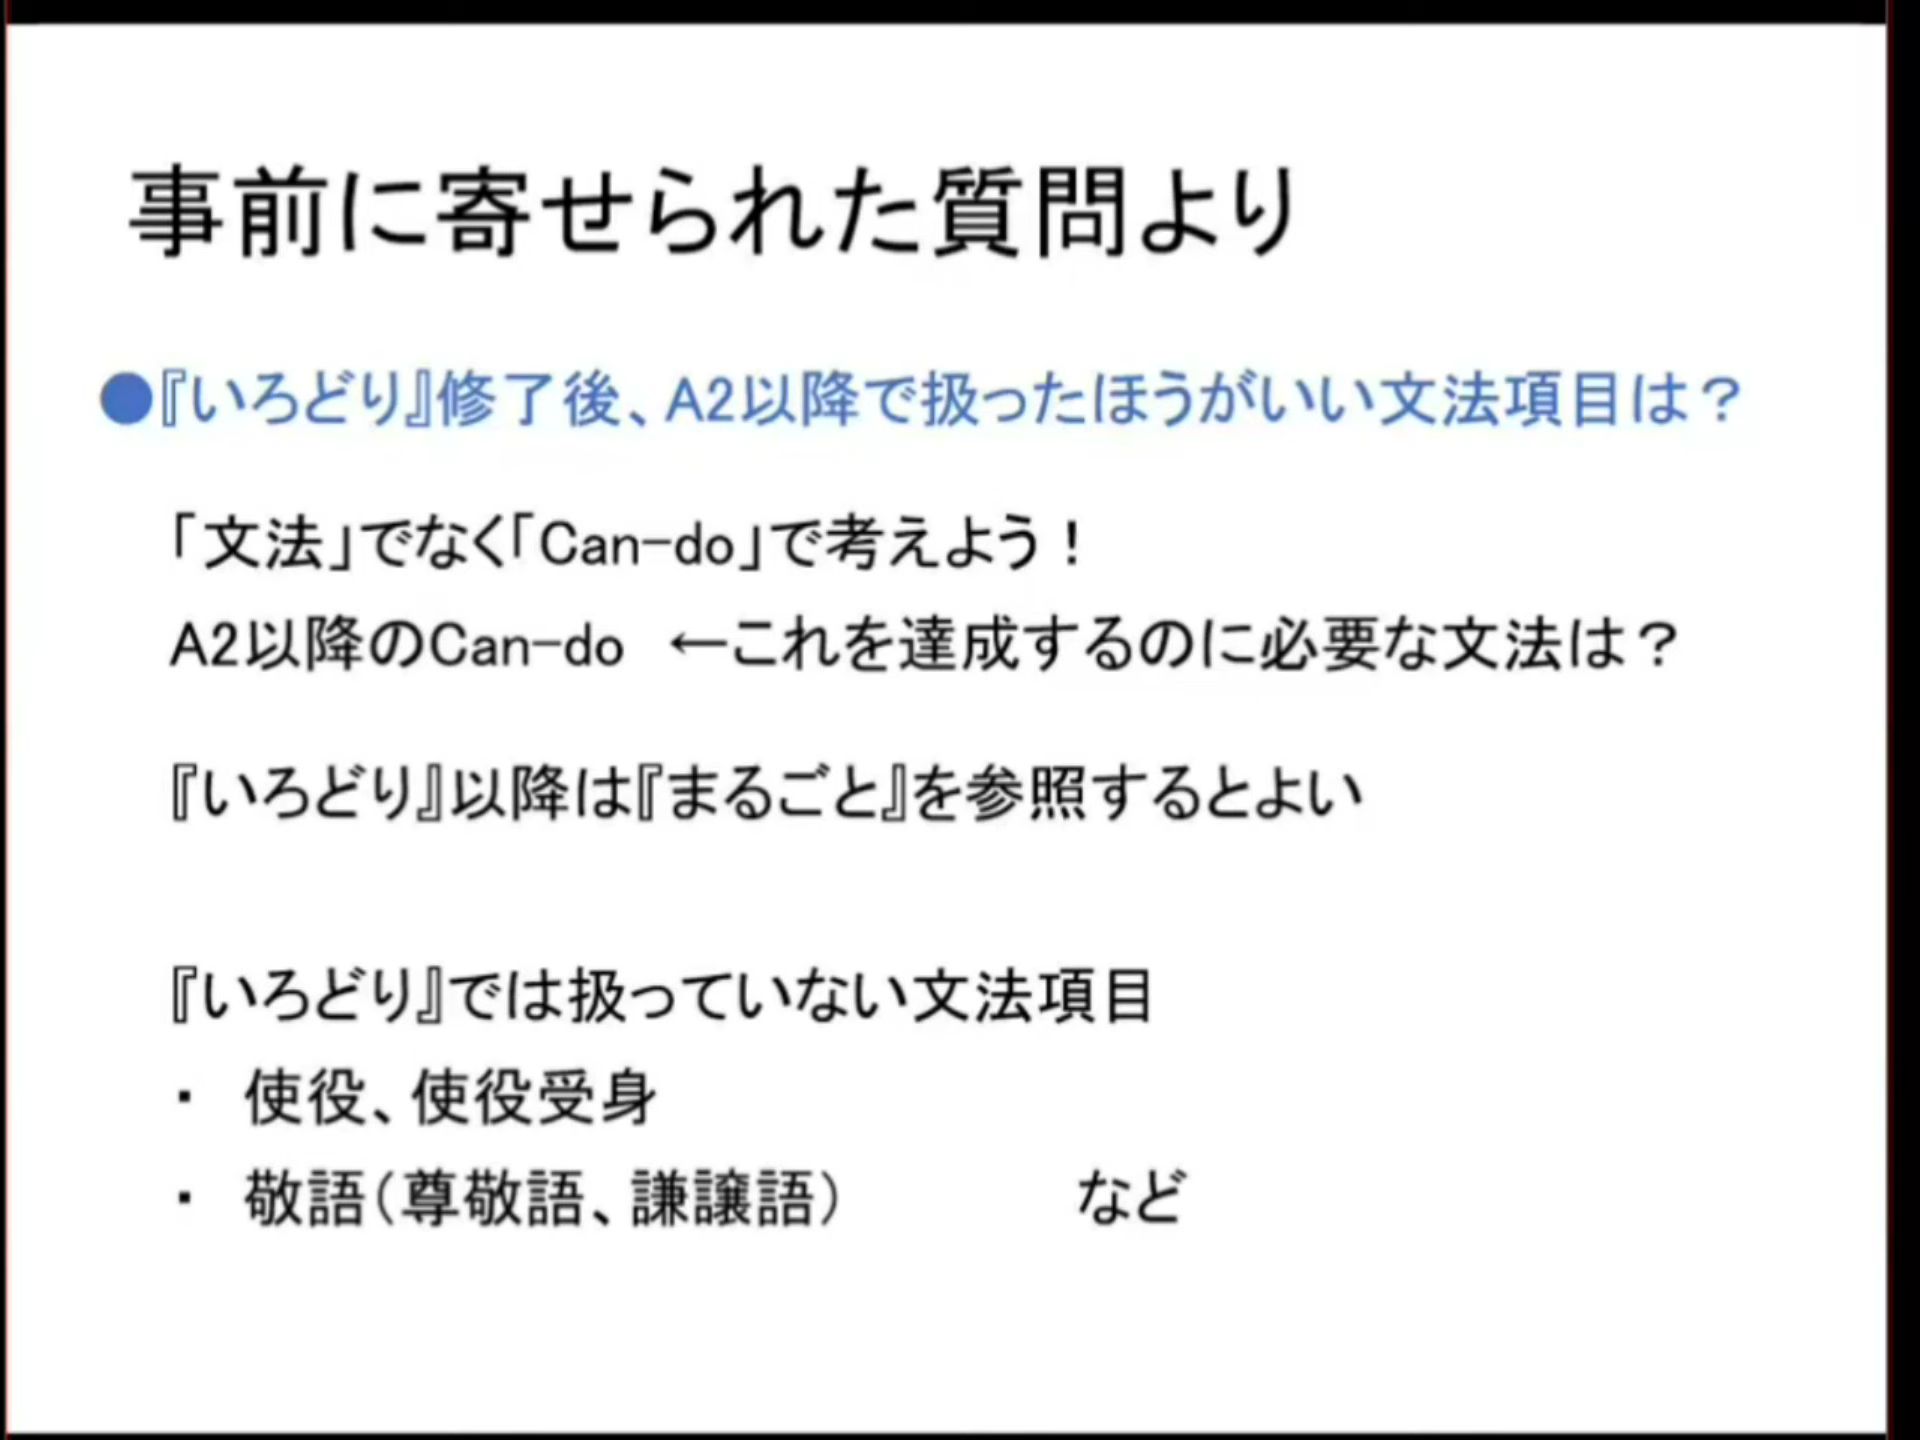 事前に寄せられた質問より
●『いろどり』修了後、A2以降で扱ったほうがいい文法項目は？
「文法」でなく「Can-do」で考えよう！
A2以降のCan-do　←これを達成するのに必要な文法は？
『いろどり』以降は『まるごと』を参照するとよい
『いろどり』では扱っていない文法項目
・　使役、使役受身
・　敬語（尊敬語、謙譲語）　　　　など